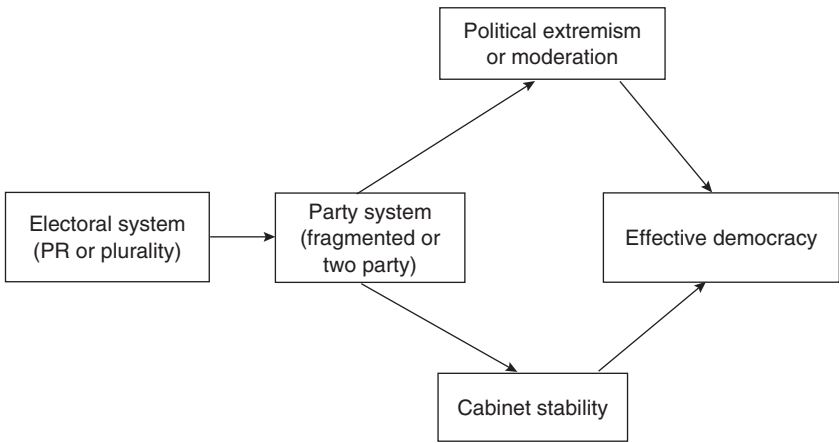 Political extremism
or moderation
Electoral system
(PR or plurality)
Party system
(fragmented or
two party)
Effective democracy
Cabinet stability